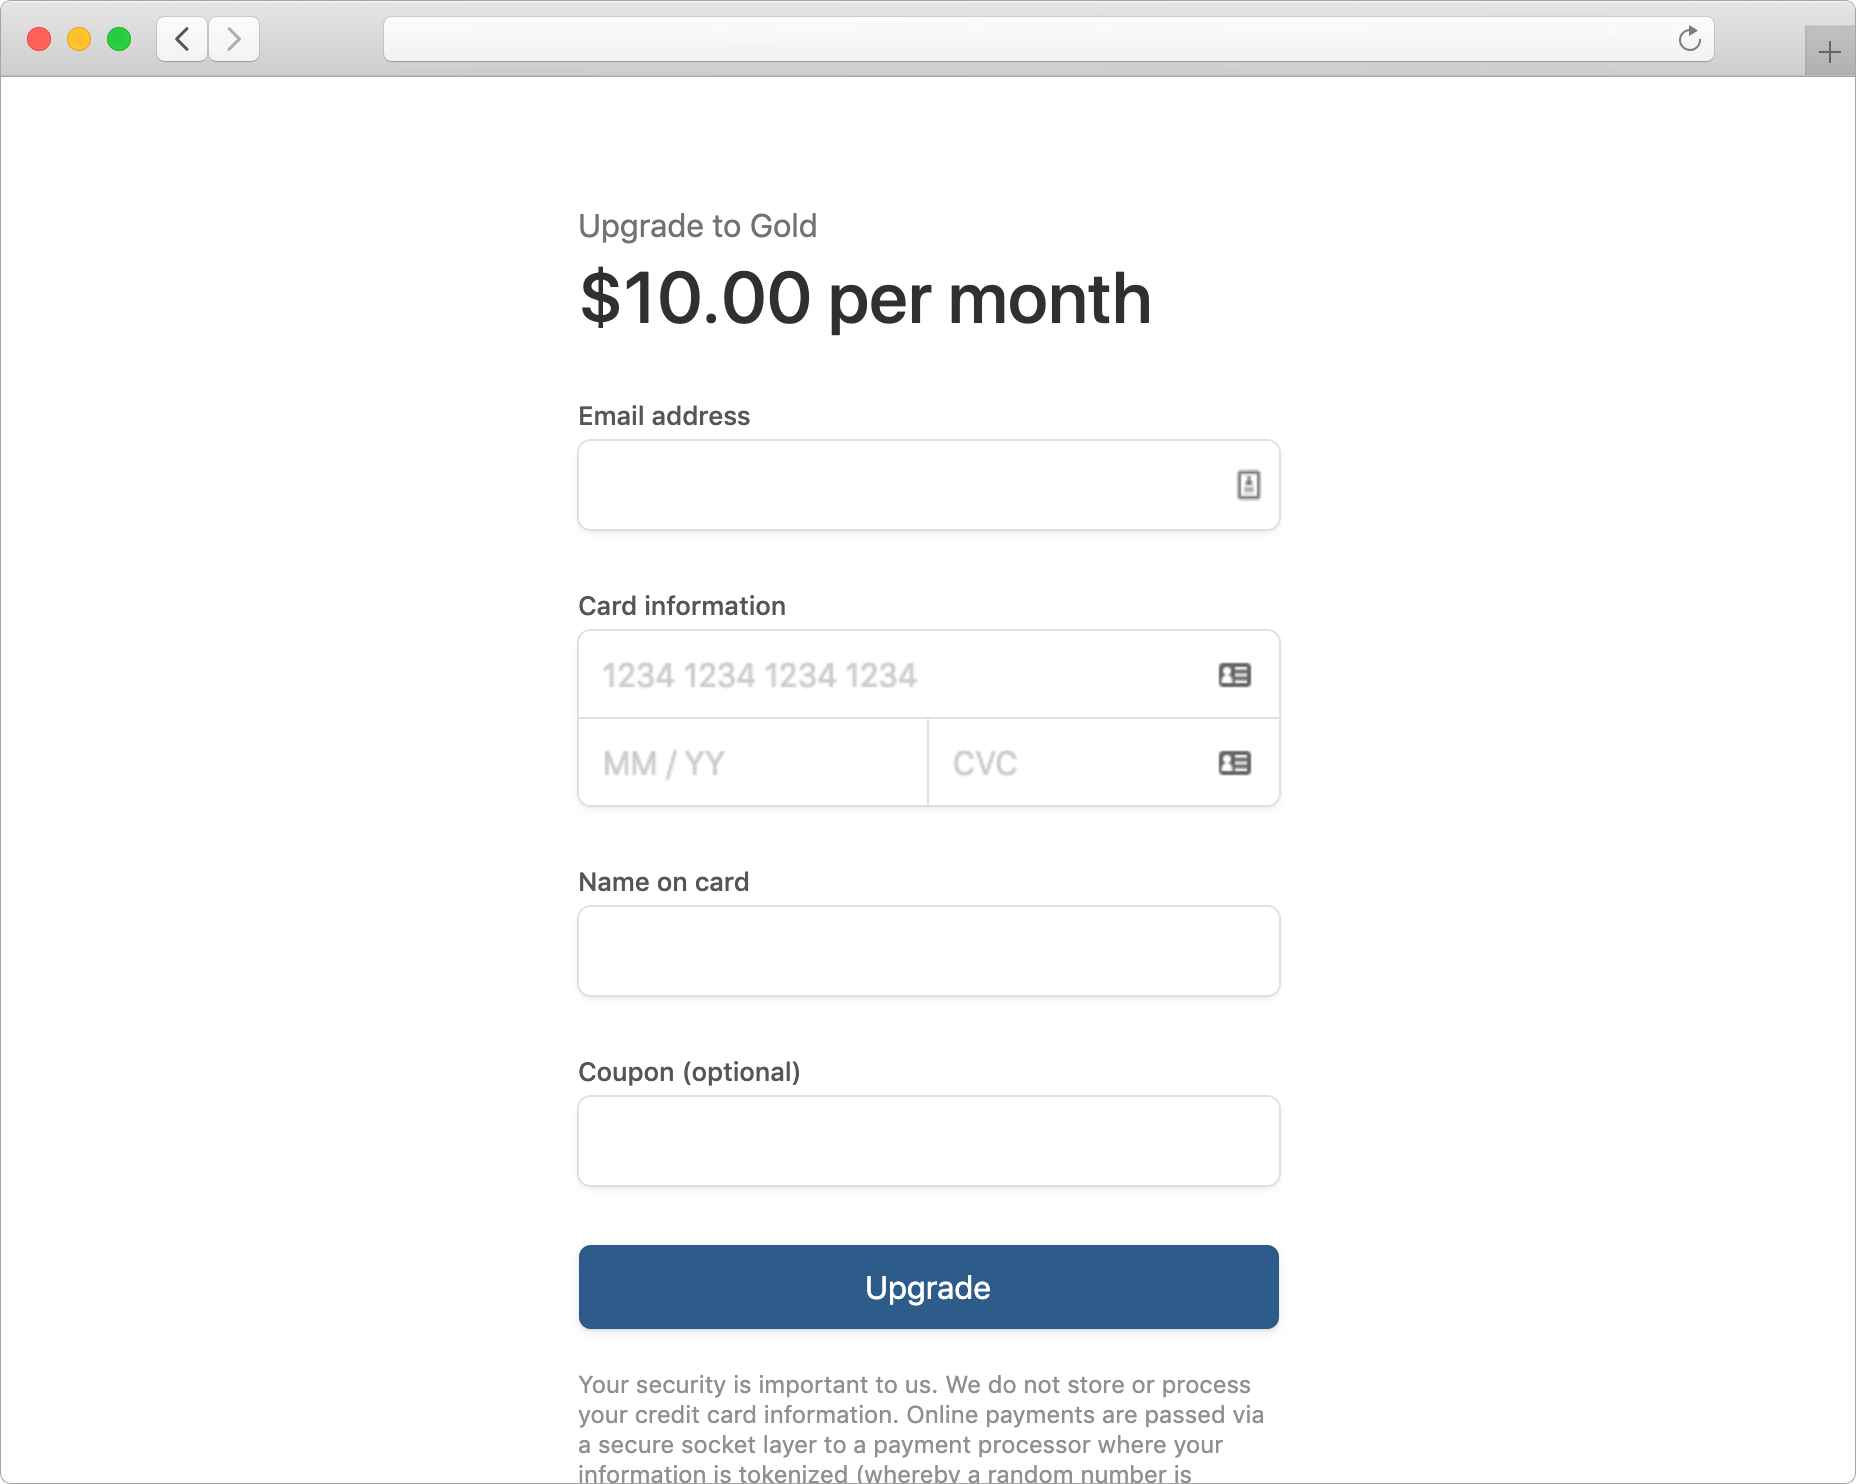 Upgrade to Gold
$10.00 per month
Email address
Card information
1234 1234 1234 1234
MM / YY
CVC
Name on card
Coupon (optional)
Upgrade
Your security is important to us. We do not store or process
your credit card information. Online payments are passed via
a secure socket layer to a payment processor where your
information is tokenized (whereby a random number is